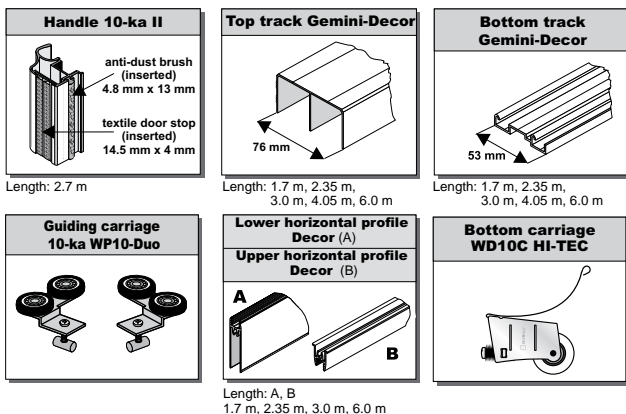 Handle 10-ka II
anti-dust brush
(inserted)
4.8 mm x 13 mm
textile door stop
(inserted)
14.5 mm x 4 mm
Length: 2.7 m
Top track Gemini-Decor
76 mm
Length: 1.7 m, 2.35 m,
3.0 m, 4.05 m, 6.0 m
Bottom track
Gemini-Decor
53 mm
Length: 1.7 m, 2.35 m,
3.0 m, 4.05 m, 6.0 m
Guiding carriage
10-ka WP10-Duo
Lower horizontal profile
Decor (A)
Upper horizontal profile
Decor (B)
A
B
Length: A, B
1.7 m, 2.35 m, 3.0 m, 6.0 m
Bottom carriage
WD10C HI-TEC